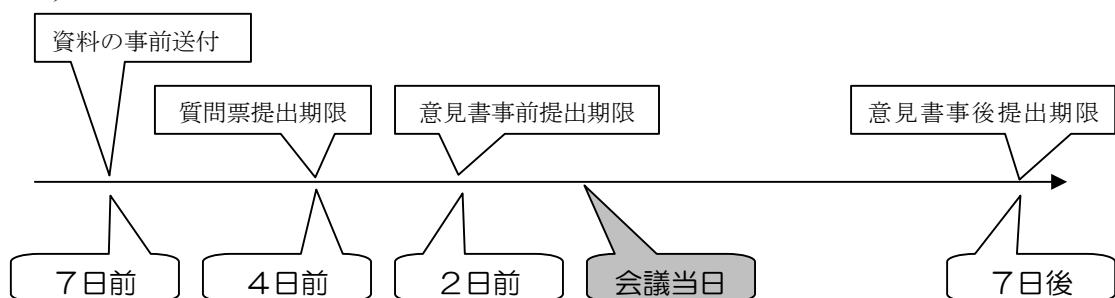 資料の事前送付
質問票提出期限
意見書事前提出期限
意見書事後提出期限
7日前
4日前
2日前
会議当日
7日後